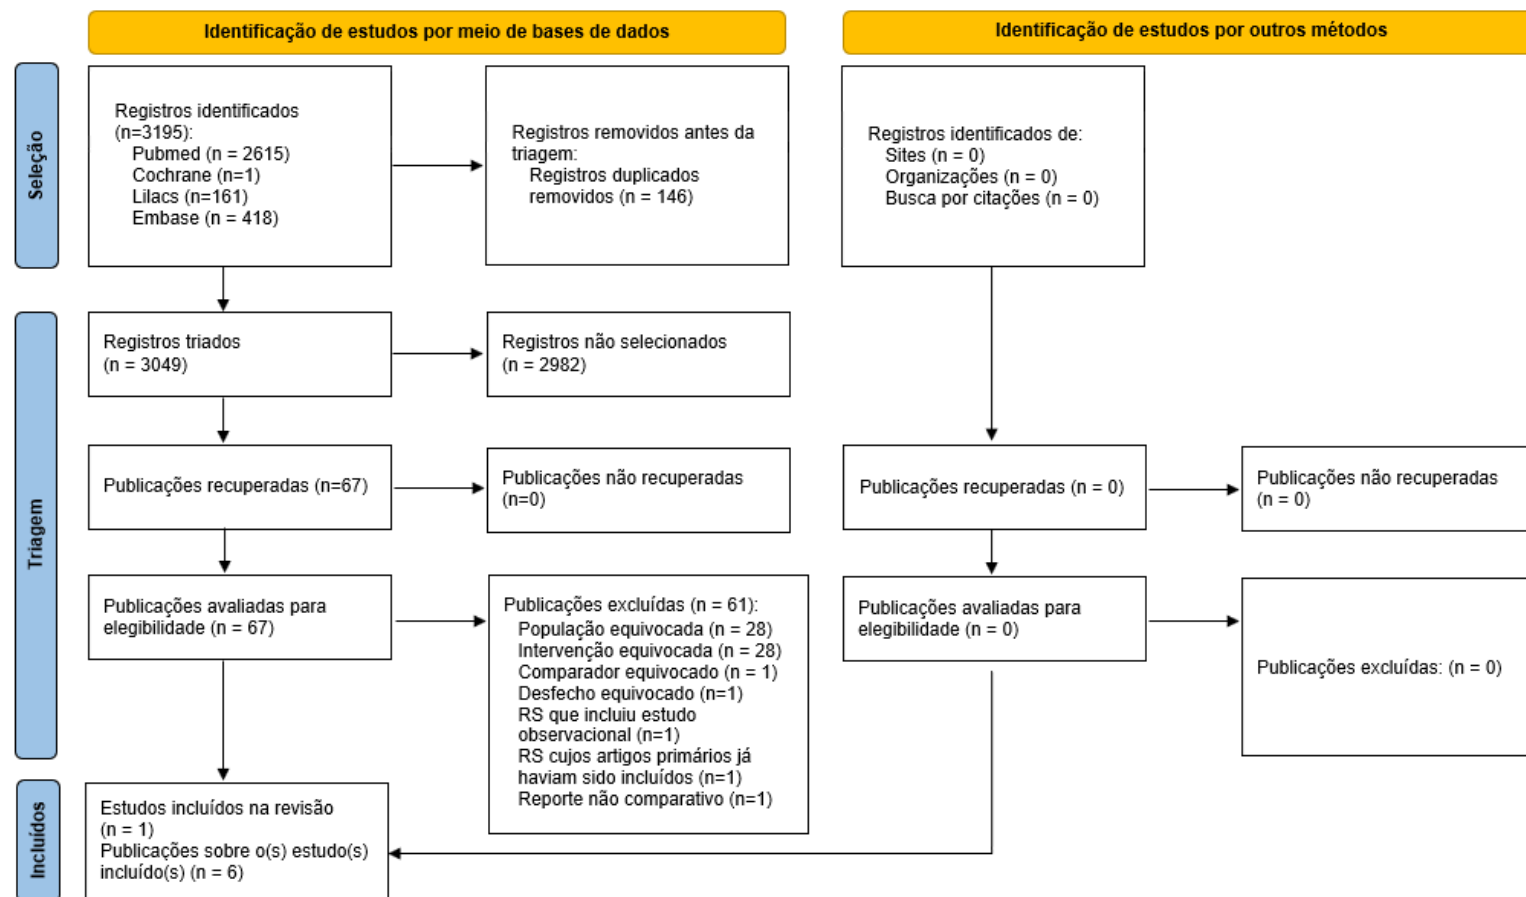 Identificação de estudos por meio de bases de dados
Identificação de estudos por outros métodos
Seleção
Registros identificados
(n=3195):
Pubmed (n = 2615)
Cochrane (n=1)
Lilacs (n=161)
Embase (n = 418)
Registros removidos antes da
triagem:
Registros duplicados
removidos (n = 146)
Registros identificados de:
Sites (n = 0)
Organizações (n = 0)
Busca por citações (n = 0)
Triagem
Registros triados
(n = 3049)
Registros não selecionados
(n = 2982)
Publicações recuperadas (n=67)
Publicações não recuperadas
(n=0)
Publicações recuperadas (n = 0)
Publicações não recuperadas
(n = 0)
Publicações avaliadas para
elegibilidade (n = 67)
Publicações excluídas (n = 61):
População equivocada (n = 28)
Intervenção equivocada (n = 28)
Comparador equivocado (n = 1)
Desfecho equivocado (n=1)
RS que incluiu estudo
observacional (n=1)
RS cujos artigos primários já
haviam sido incluídos (n=1)
Reporte não comparativo (n=1)
Publicações avaliadas para
elegibilidade (n = 0)
Publicações excluídas: (n = 0)
Incluídos
Estudos incluídos na revisão
(n = 1)
Publicações sobre o(s) estudo(s)
incluído(s) (n = 6)